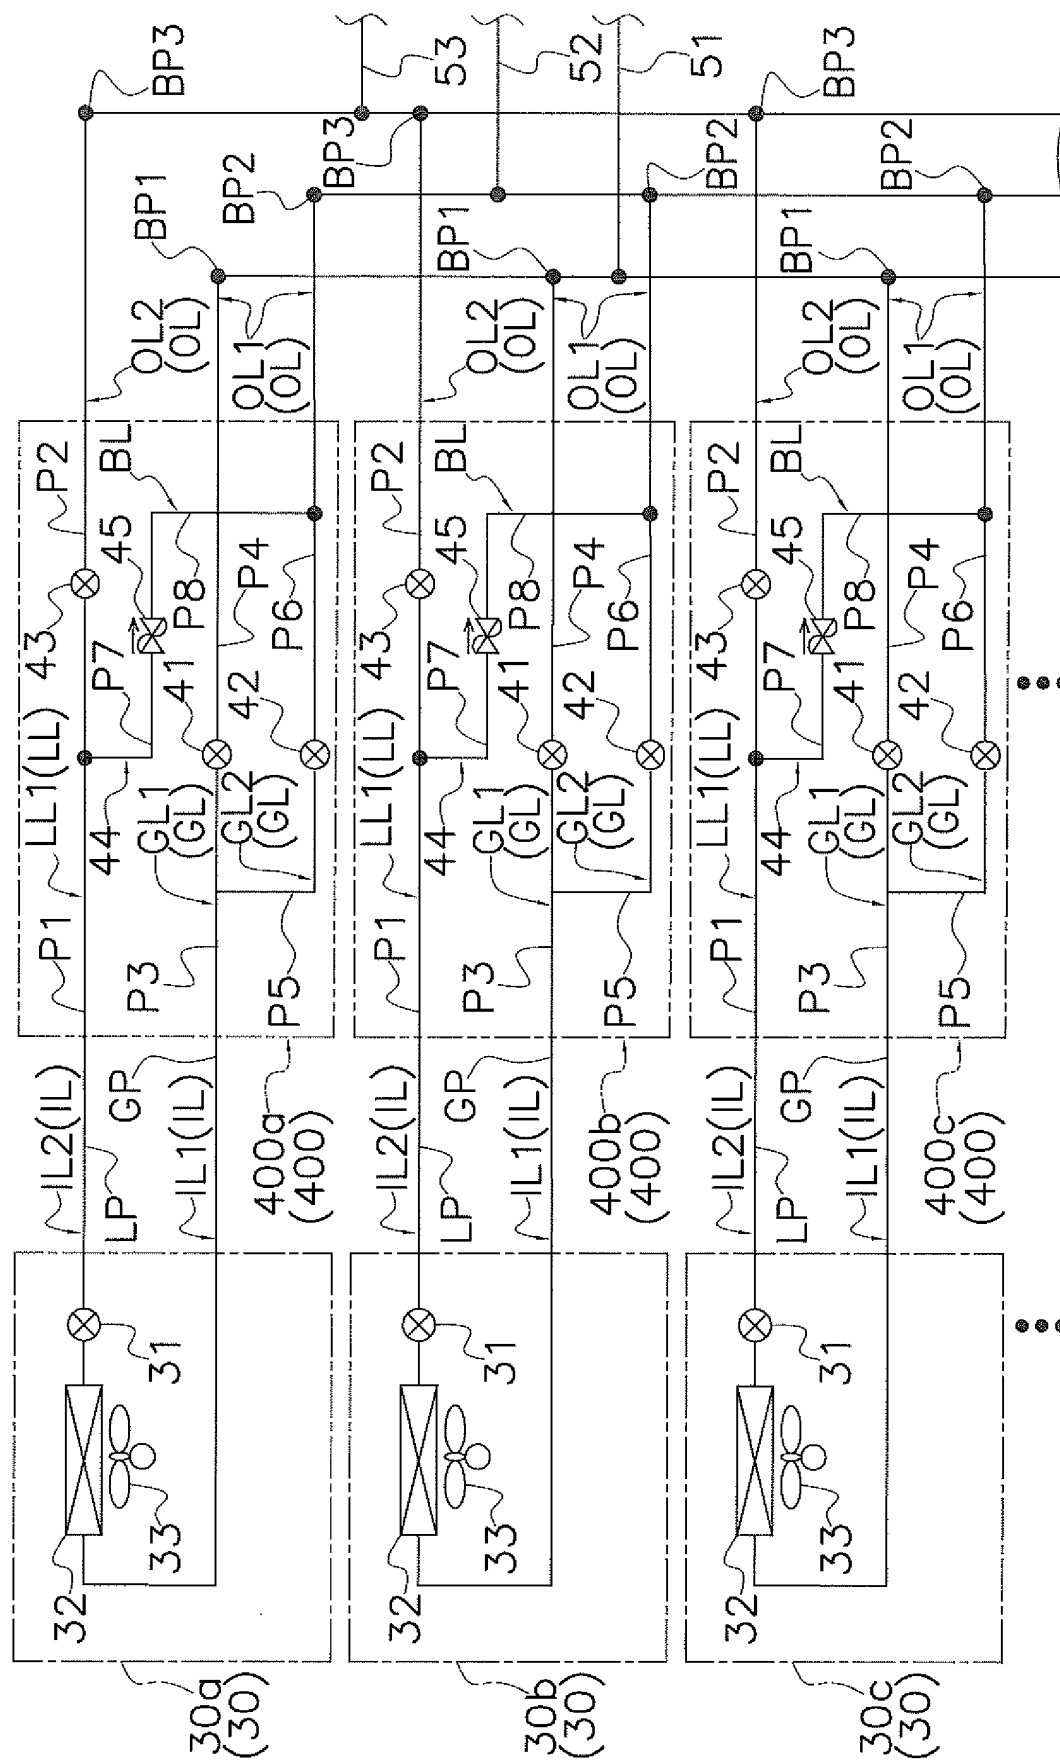 30a
(30)
32
33
31
IL2(IL)
LP
GP
IL1(IL)
400a
(400)
P1
LL1(LL)
44
P3
GL1
(GL)
GL2
(GL)
P5
43
P7
45
41
42
P2
BL
P8
P4
P6
OL2
(OL)
OL1
(OL)
BP1
BP2
BP3
53
52
51
30b
(30)
32
33
31
IL2(IL)
LP
GP
IL1(IL)
400b
(400)
P1
LL1(LL)
44
P3
GL1
(GL)
GL2
(GL)
P5
43
P7
45
41
42
P2
BL
P8
P4
P6
OL2
(OL)
OL1
(OL)
BP1
BP2
BP3
30c
(30)
32
33
31
IL2(IL)
LP
GP
IL1(IL)
400c
(400)
P1
LL1(LL)
44
P3
GL1
(GL)
GL2
(GL)
P5
43
P7
45
41
42
P2
BL
P8
P4
P6
OL2
(OL)
OL1
(OL)
BP1
BP2
BP3